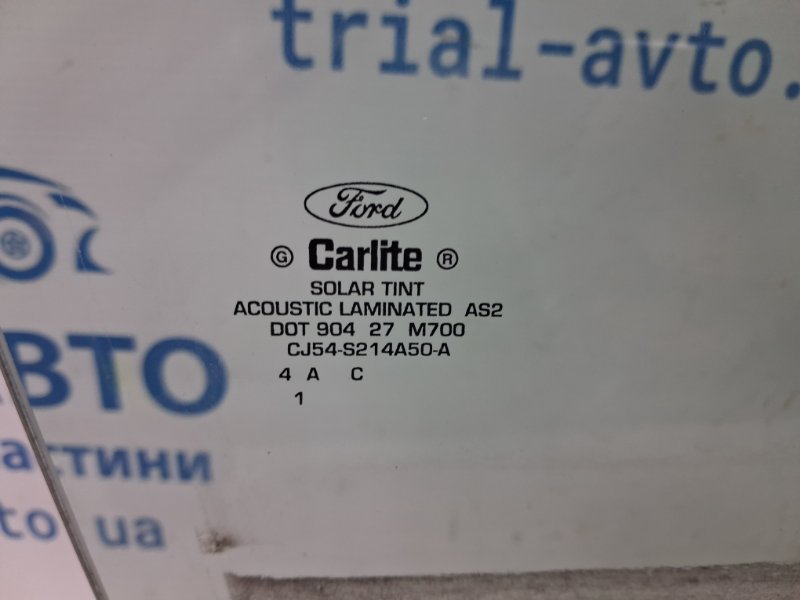 trial-avto.
Ford
G Carlite R
SOLAR TINT
ACOUSTIC LAMINATED AS2
DOT 904 27 M700
CJ54-S214A50-A
4 A C
1
ВТО
астини
to ua